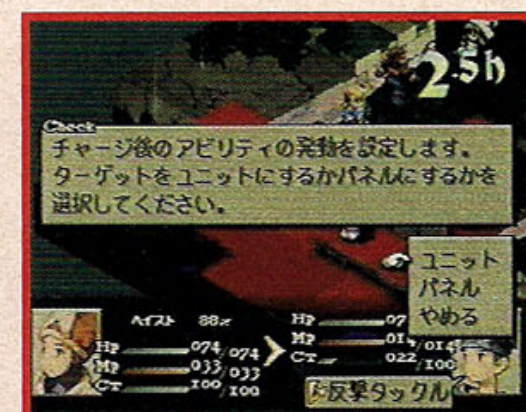 2.5h
Check
チャージ後のアビリティの発動を設定します。
ターゲットをユニットにするかパネルにするかを
選択してください。
ユニット
パネル
やめる
ヘイスト 88%
HP 074/074
MP 033/033
CT 100/100
HP 07
MP 014/014
CT 022/100
反撃タックル